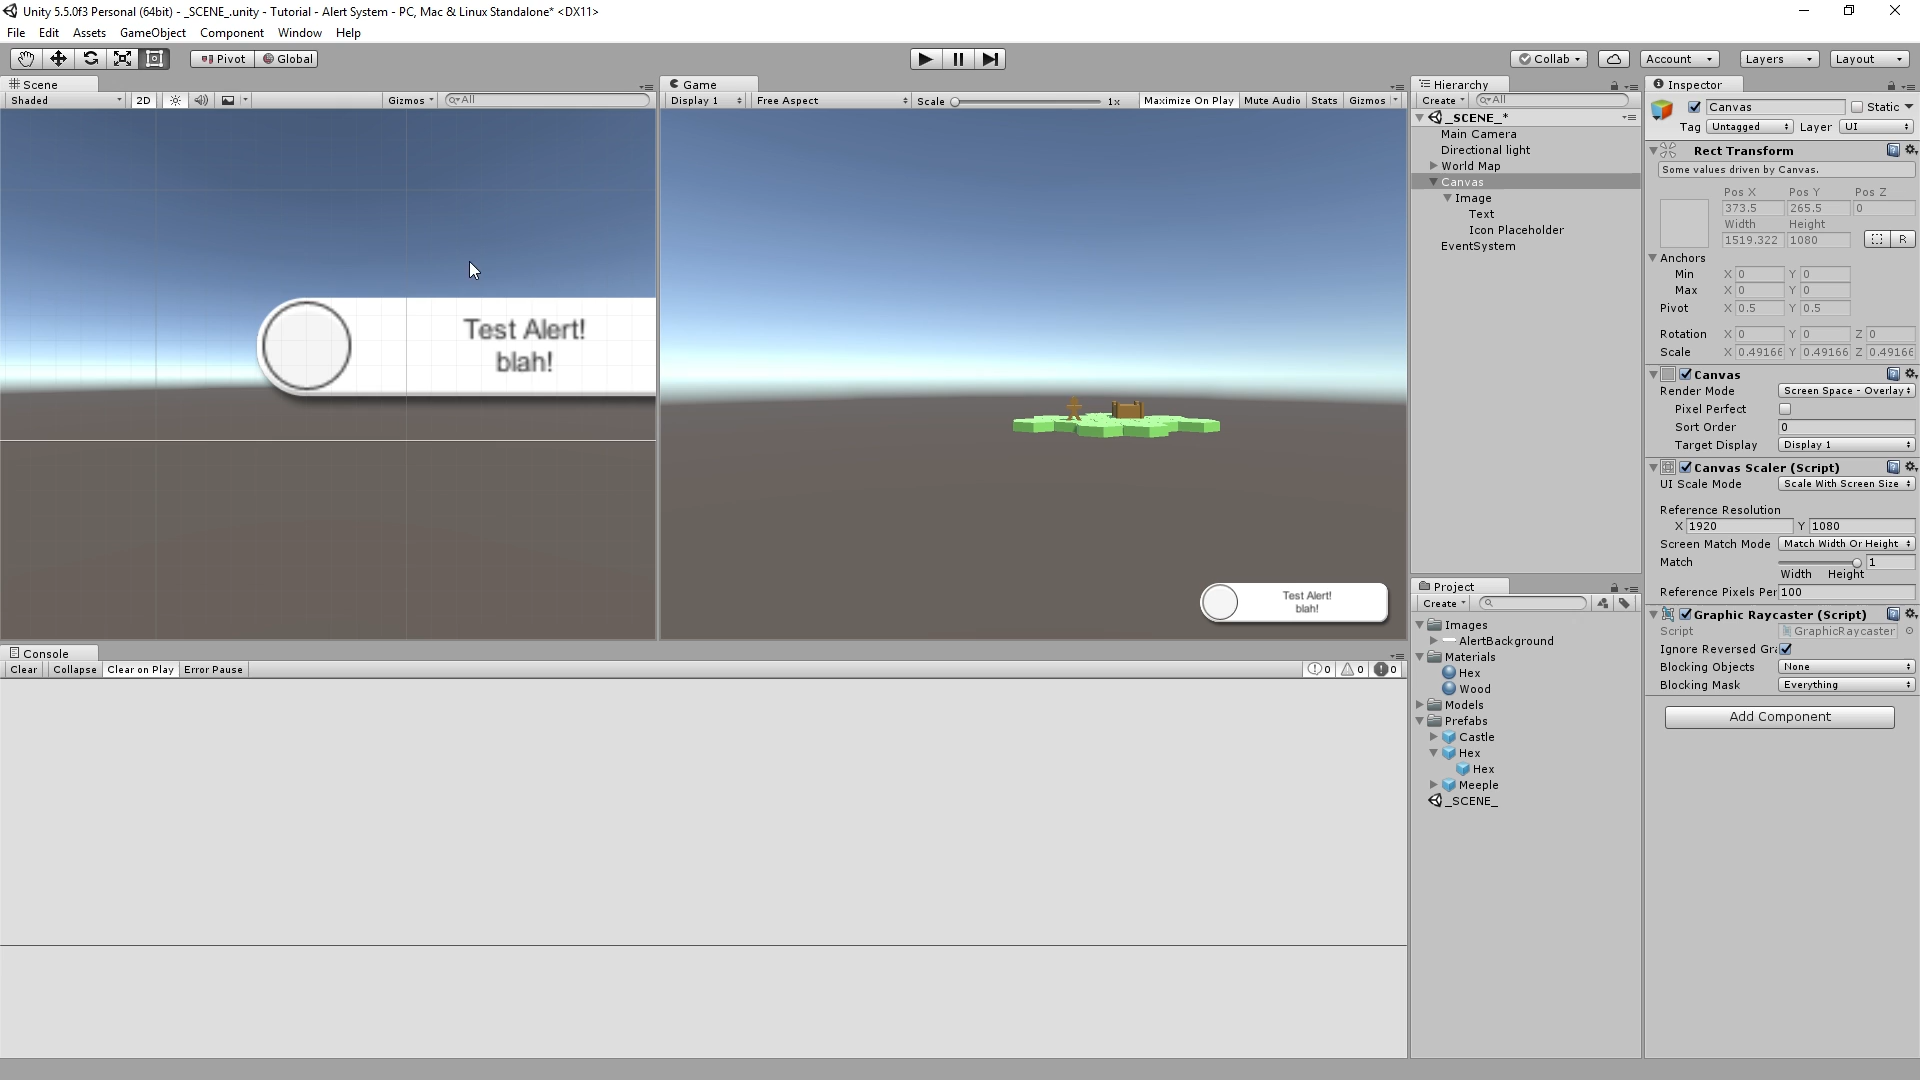 Unity 5.5.0f3 Personal (64bit) - _SCENE_.unity - Tutorial - Alert System - PC, Mac & Linux Standalone* <DX11>
File Edit Assets GameObject Component Window Help
Pivot Global
Collab Account Layers Layout
Scene
Shaded 2D Gizmos All
Test Alert!
blah!
Game
Display 1 Free Aspect Scale 1x Maximize On Play Mute Audio Stats Gizmos
Test Alert!
blah!
Console
Clear Collapse Clear on Play Error Pause 0 0 0
Hierarchy
Create All
_SCENE_*
Main Camera
Directional light
World Map
Canvas
Image
Text
Icon Placeholder
EventSystem
Project
Create
Images
AlertBackground
Materials
Hex
Wood
Models
Prefabs
Castle
Hex
Hex
Meeple
_SCENE_
Inspector
Canvas Static
Tag Untagged Layer UI
Rect Transform
Some values driven by Canvas.
Pos X Pos Y Pos Z
373.5 265.5 0
Width Height
1519.322 1080 R
Anchors
Min X 0 Y 0
Max X 0 Y 0
Pivot X 0.5 Y 0.5
Rotation X 0 Y 0 Z 0
Scale X 0.49166 Y 0.49166 Z 0.49166
Canvas
Render Mode Screen Space - Overlay
Pixel Perfect
Sort Order 0
Target Display Display 1
Canvas Scaler (Script)
UI Scale Mode Scale With Screen Size
Reference Resolution
X 1920 Y 1080
Screen Match Mode Match Width Or Height
Match 1
Width Height
Reference Pixels Per 100
Graphic Raycaster (Script)
Script GraphicRaycaster
Ignore Reversed Gra
Blocking Objects None
Blocking Mask Everything
Add Component